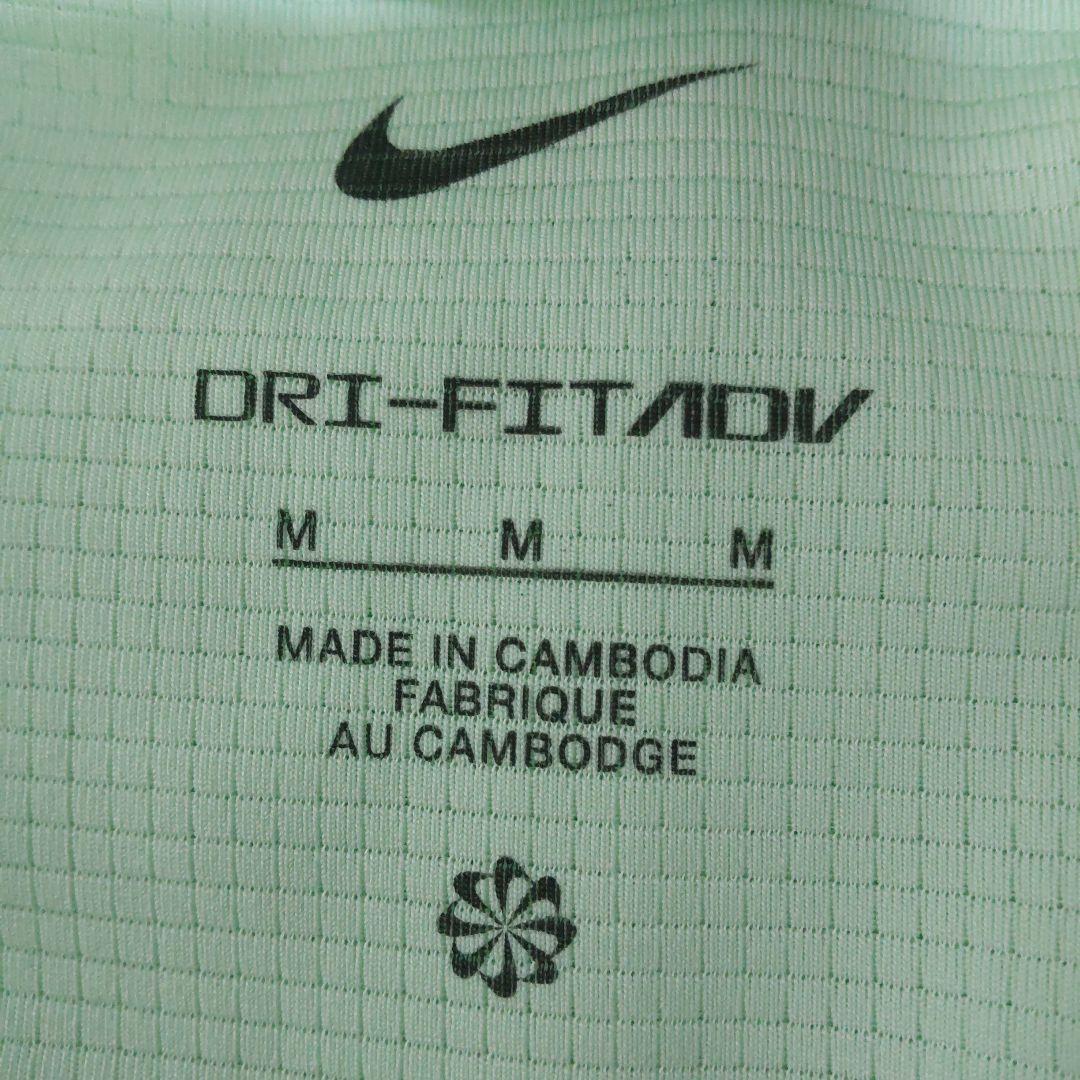 DRI-FIT ADV
M M M
MADE IN CAMBODIA
FABRIQUE
AU CAMBODGE